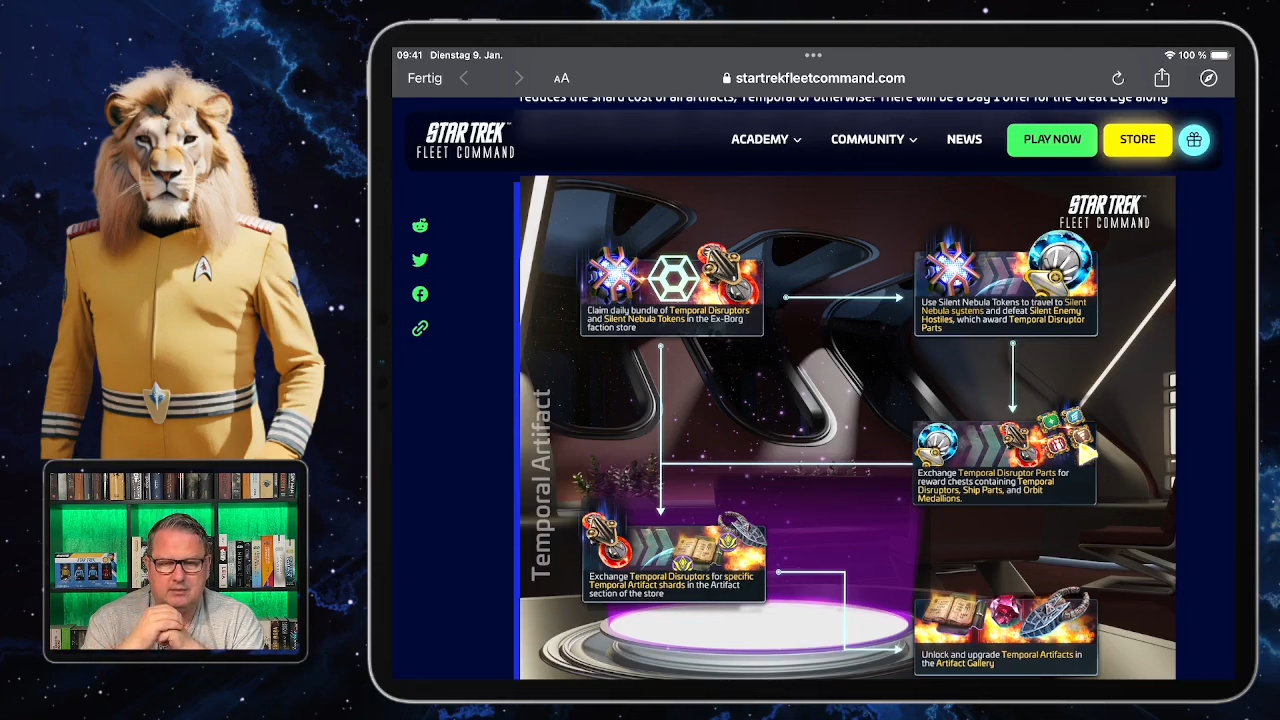 09:41 Dienstag 9. Jan.
100 %
Fertig
AA
startrekfleetcommand.com
reduces the shard cost of all artifacts, Temporal or otherwise! There will be a Day 1 offer for the Great Eye along
STAR TREK
FLEET COMMAND
ACADEMY
COMMUNITY
NEWS
PLAY NOW
STORE
STAR TREK
FLEET COMMAND
Claim daily bundle of Temporal Disruptors
and Silent Nebula Tokens in the Ex-Borg
faction store
Use Silent Nebula Tokens to travel to Silent
Nebula systems and defeat Silent Enemy
Hostiles, which award Temporal Disruptor
Parts
Temporal Artifact
Exchange Temporal Disruptor Parts for
reward chests containing Temporal
Disruptors, Ship Parts, and Orbit
Medallions.
Exchange Temporal Disruptors for specific
Temporal Artifact shards in the Artifact
section of the store
Unlock and upgrade Temporal Artifacts in
the Artifact Gallery